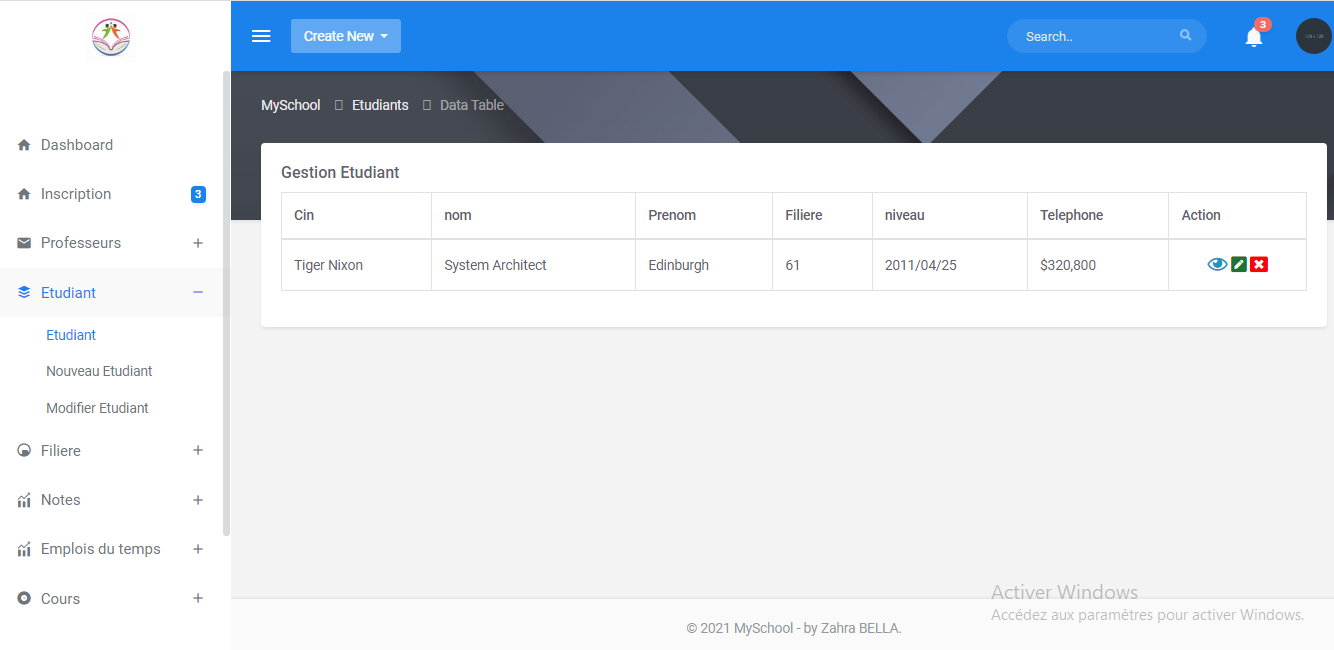 Create New
Search..
3
MySchool Etudiants Data Table
Dashboard
Inscription 3
Professeurs +
Etudiant −
Etudiant
Nouveau Etudiant
Modifier Etudiant
Filiere +
Notes +
Emplois du temps +
Cours +
Gestion Etudiant
Cin nom Prenom Filiere niveau Telephone Action
Tiger Nixon System Architect Edinburgh 61 2011/04/25 $320,800
Activer Windows
Accédez aux paramètres pour activer Windows.
© 2021 MySchool - by Zahra BELLA.